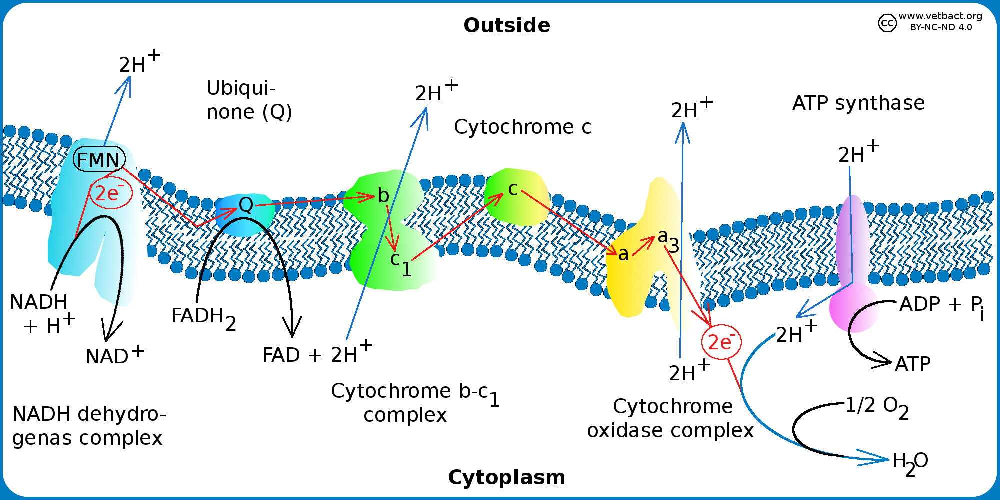 Outside
www.vetbact.org
cc
BY-NC-ND 4.0
2H+
Ubiqui-
none (Q)
2H+
Cytochrome c
2H+
ATP synthase
2H+
FMN
2e-
Q
b
c1
c
a
a3
NADH
+ H+
NAD+
FADH2
FAD + 2H+
2H+
2e-
2H+
ADP + Pi
ATP
NADH dehydro-
genas complex
Cytochrome b-c1
complex
Cytochrome
oxidase complex
1/2 O2
H2O
Cytoplasm